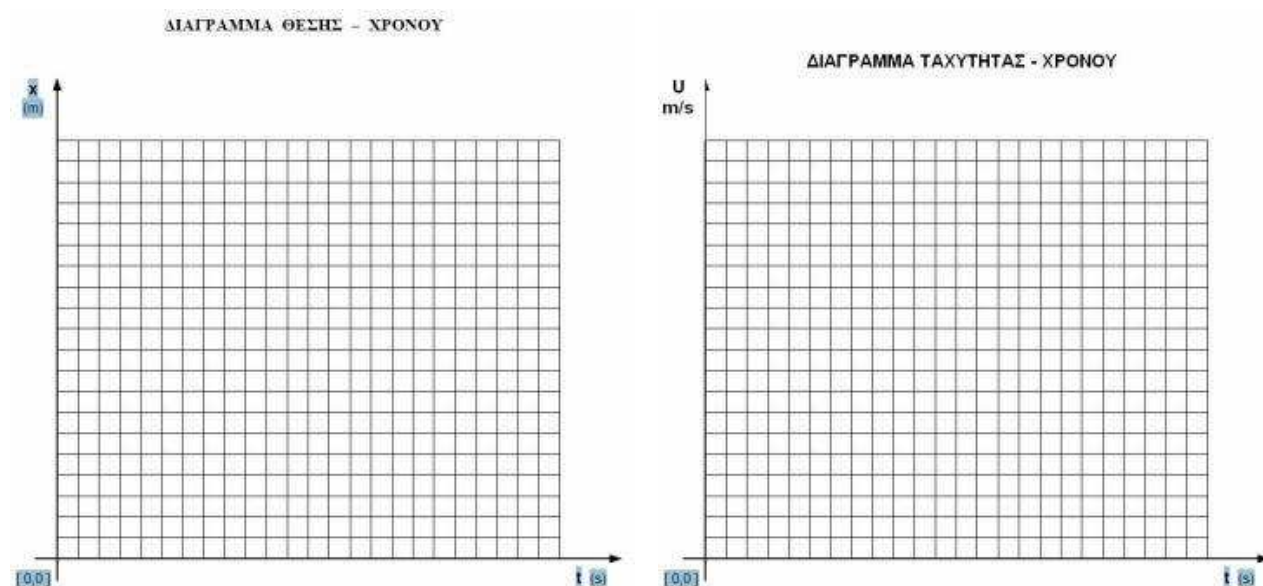 ΔΙΑΓΡΑΜΜΑ ΘΕΣΗΣ – ΧΡΟΝΟΥ
x
(m)
[0,0]
t (s)
ΔΙΑΓΡΑΜΜΑ ΤΑΧΥΤΗΤΑΣ - ΧΡΟΝΟΥ
U
m/s
[0,0]
t (s)